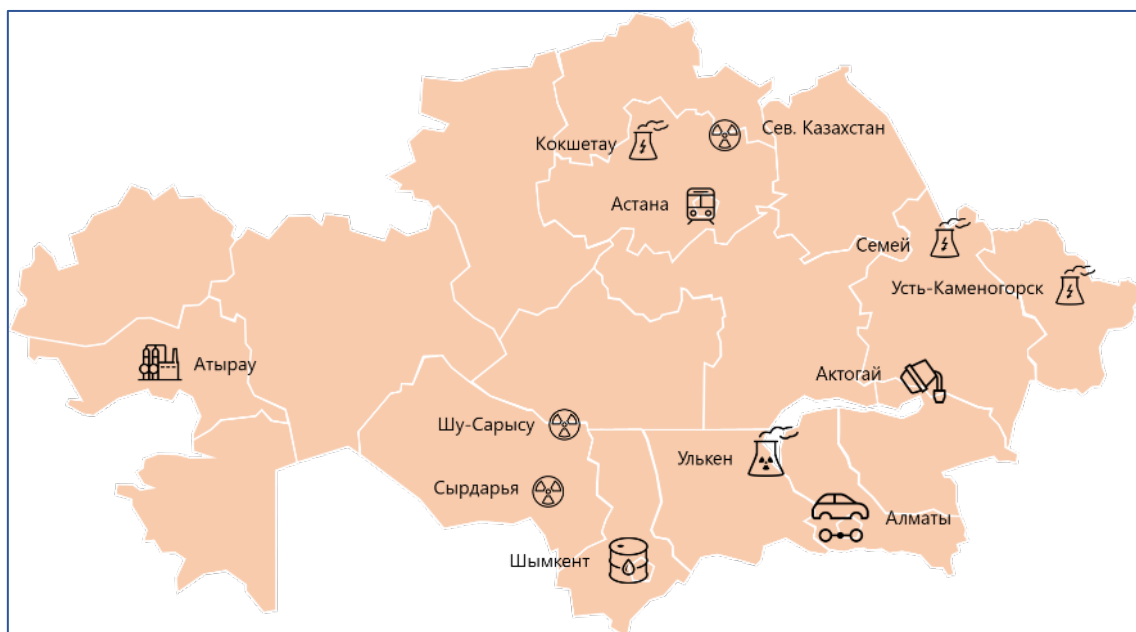 Кокшетау
Сев. Казахстан
Астана
Семей
Усть-Каменогорск
Атырау
Актогай
Шу-Сарысу
Улькен
Сырдарья
Алматы
Шымкент